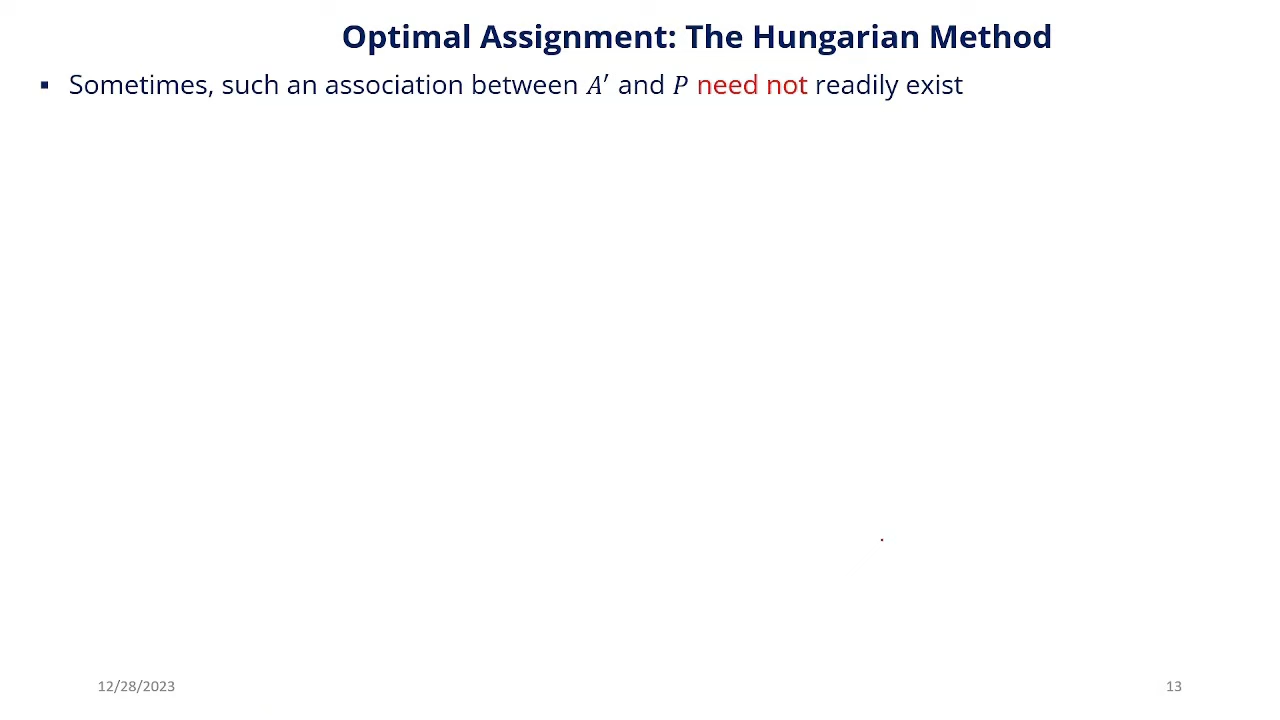 Optimal Assignment: The Hungarian Method
▪ Sometimes, such an association between A′ and P need not readily exist
12/28/2023
13